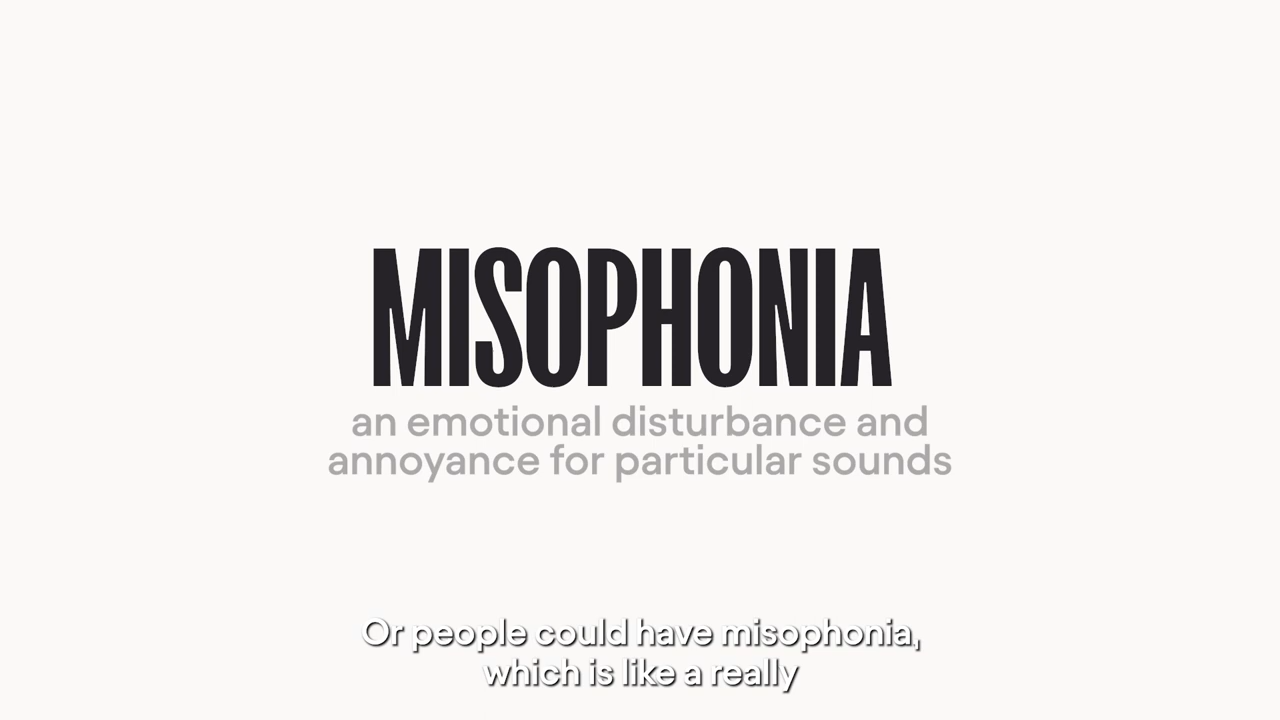 MISOPHONIA
an emotional disturbance and
annoyance for particular sounds
Or people could have misophonia,
which is like a really